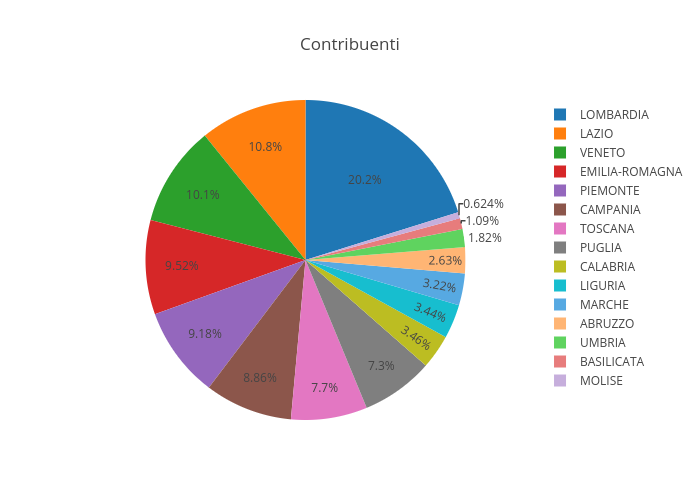 Contribuenti
20.2%
10.8%
10.1%
9.52%
9.18%
8.86%
7.7%
7.3%
3.46%
3.44%
3.22%
2.63%
1.82%
1.09%
0.624%
LOMBARDIA
LAZIO
VENETO
EMILIA-ROMAGNA
PIEMONTE
CAMPANIA
TOSCANA
PUGLIA
CALABRIA
LIGURIA
MARCHE
ABRUZZO
UMBRIA
BASILICATA
MOLISE